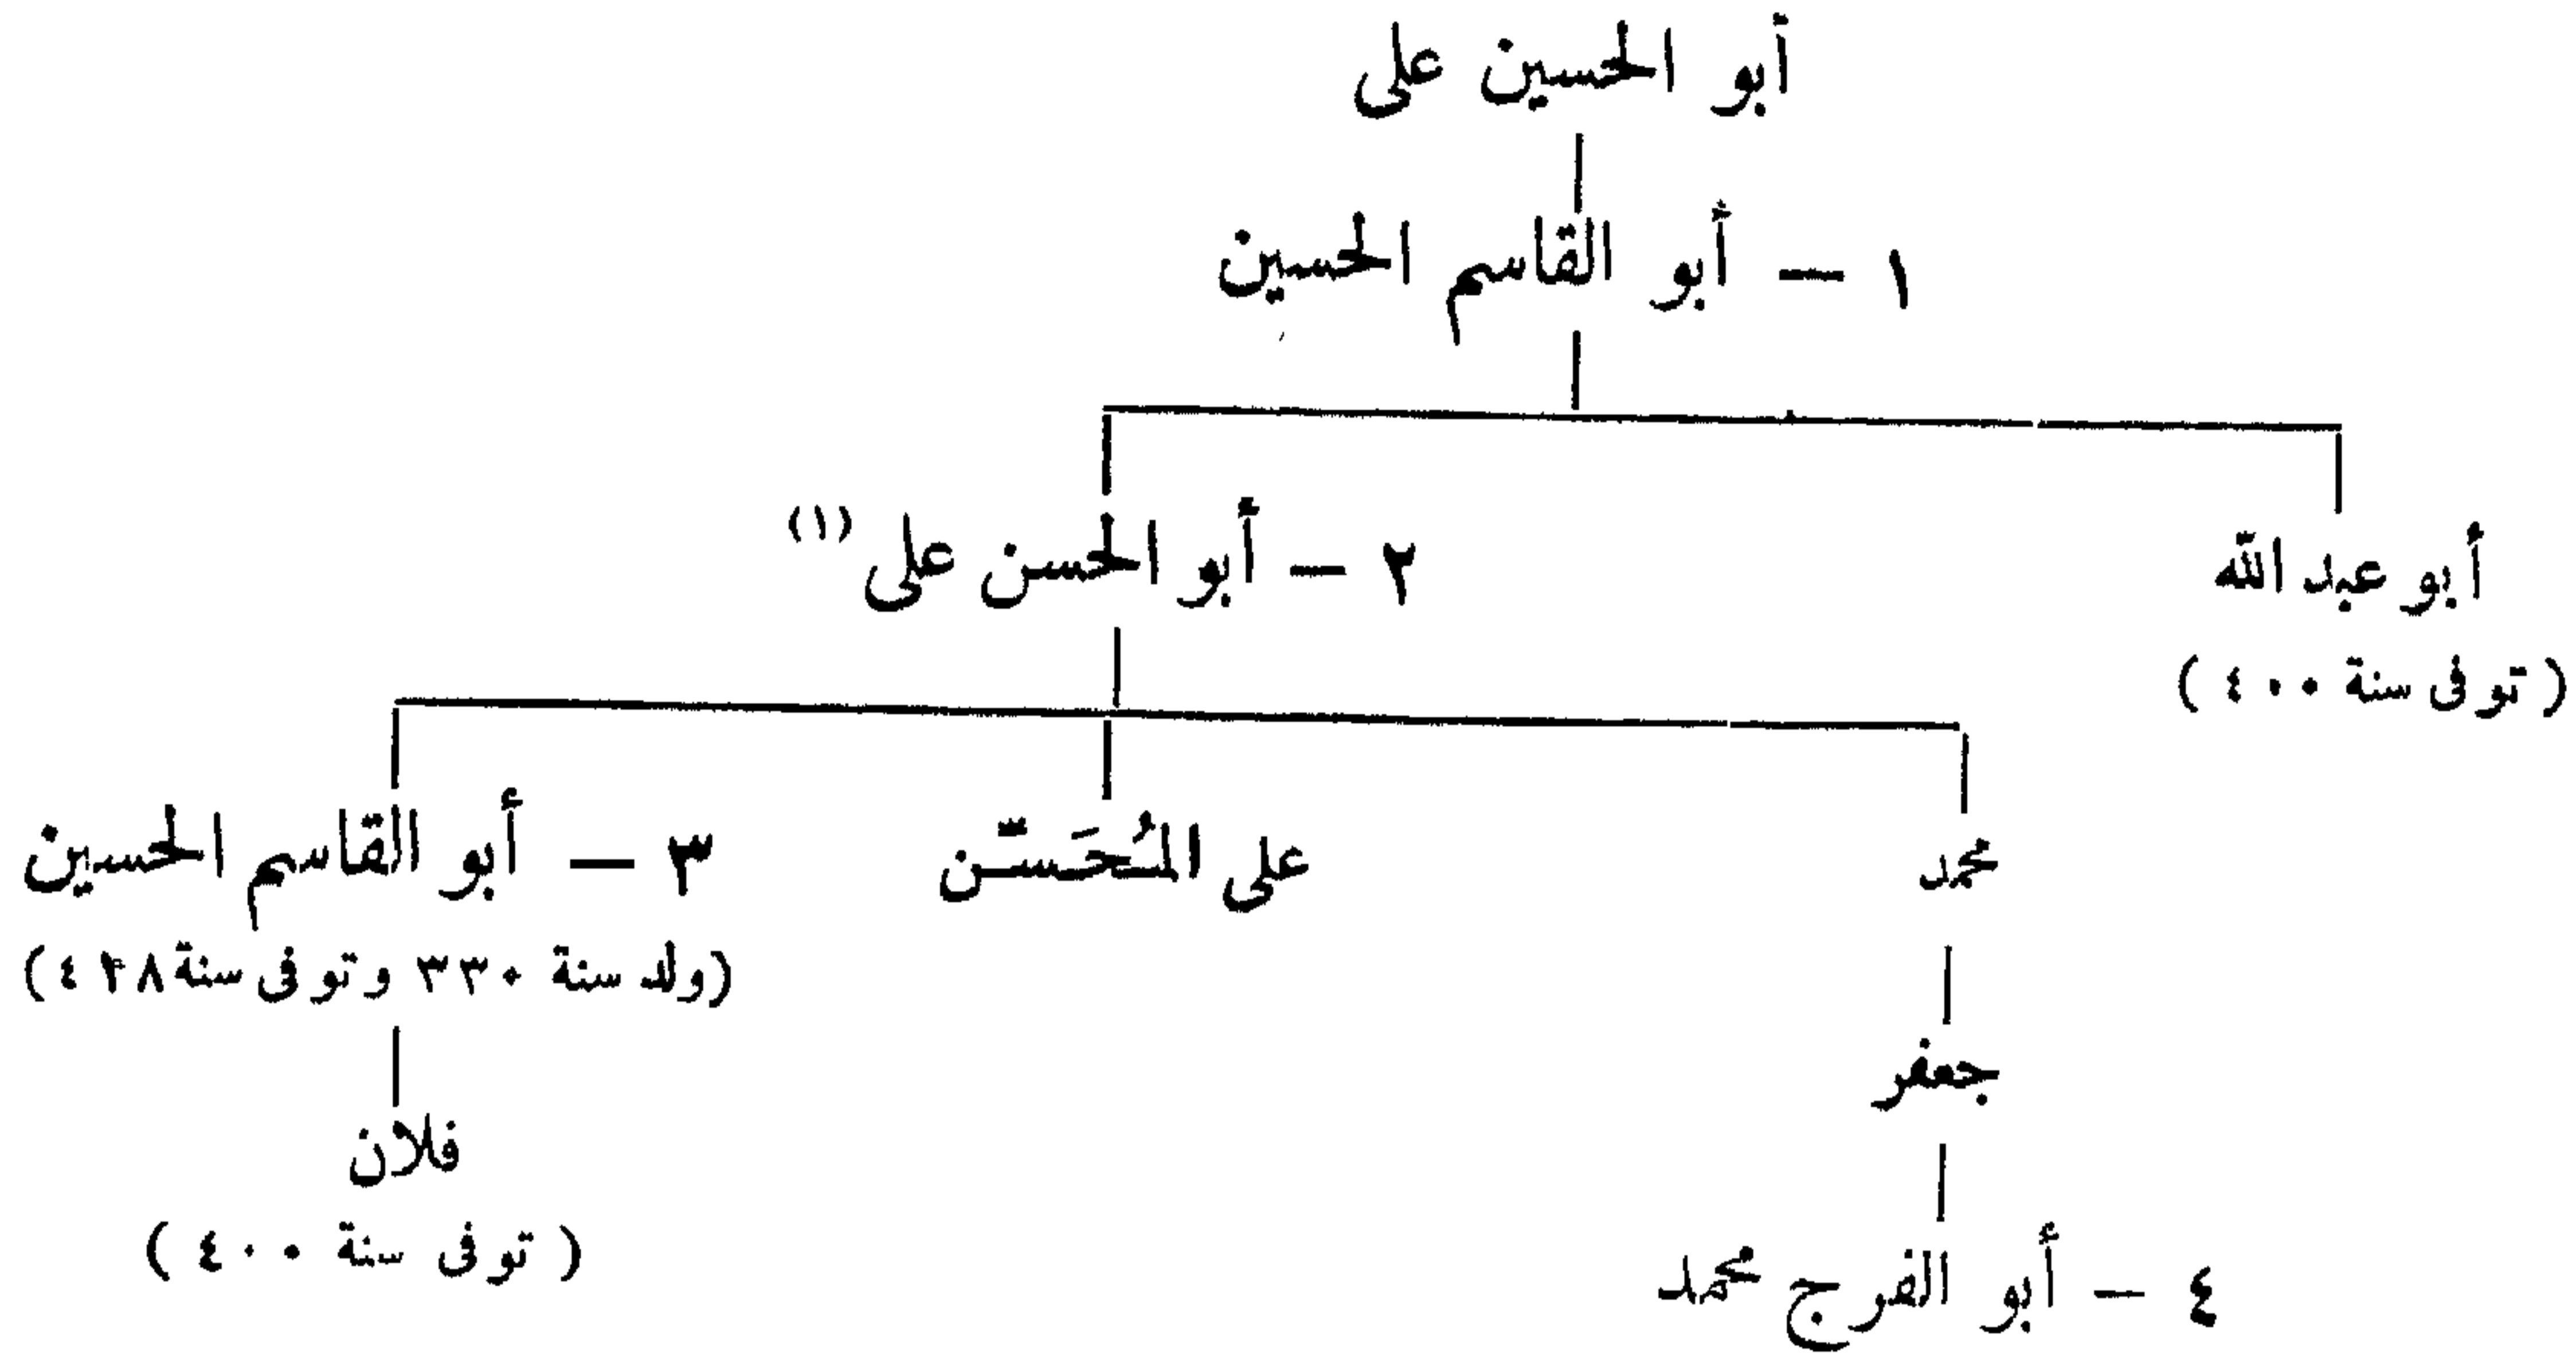 أبو الحسين على
١ — أبو القاسم الحسين
أبو عبد الله
٢ — أبو الحسن على (١)
( توفى سنة ٤٠٠ )
محمد
على المُحَسّن
٣ — أبو القاسم الحسين
(ولد سنة ٣٣٠ وتوفى سنة ٤٢٨)
جعفر
فلان
( توفى سنة ٤٠٠ )
٤ — أبو الفرج محمد